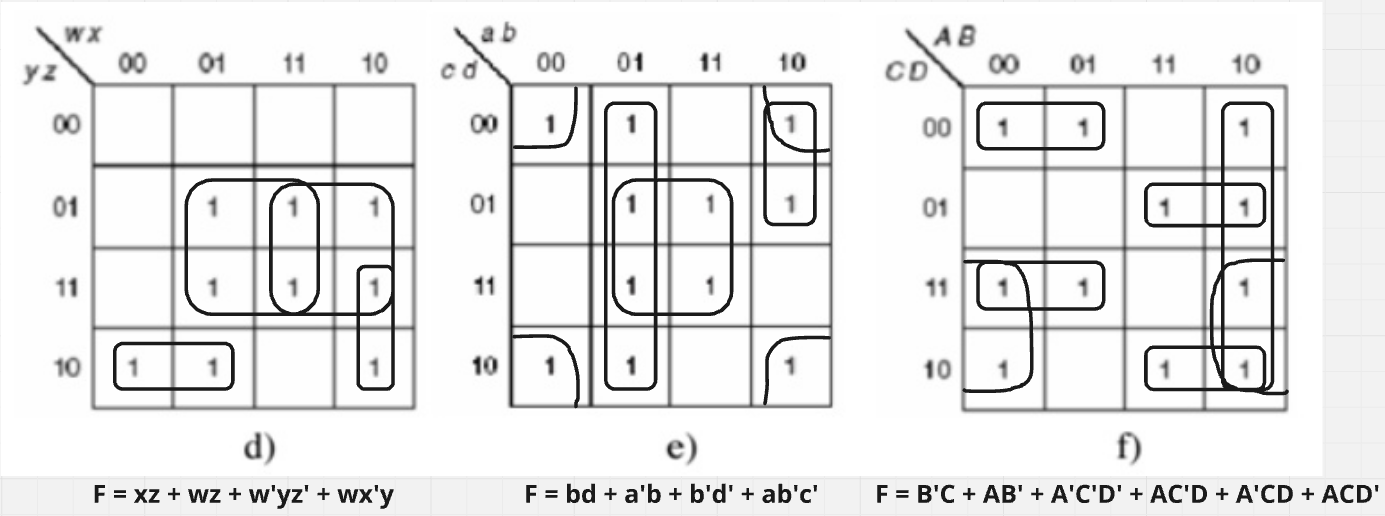 wx
yz
00 01 11 10
00
01 1 1 1
11 1 1 1
10 1 1 1
d)
F = xz + wz + w'yz' + wx'y
ab
cd
00 01 11 10
00 1 1 1
01 1 1 1
11 1 1
10 1 1 1
e)
F = bd + a'b + b'd' + ab'c'
AB
CD
00 01 11 10
00 1 1 1
01 1 1
11 1 1 1
10 1 1 1
f)
F = B'C + AB' + A'C'D' + AC'D + A'CD + ACD'